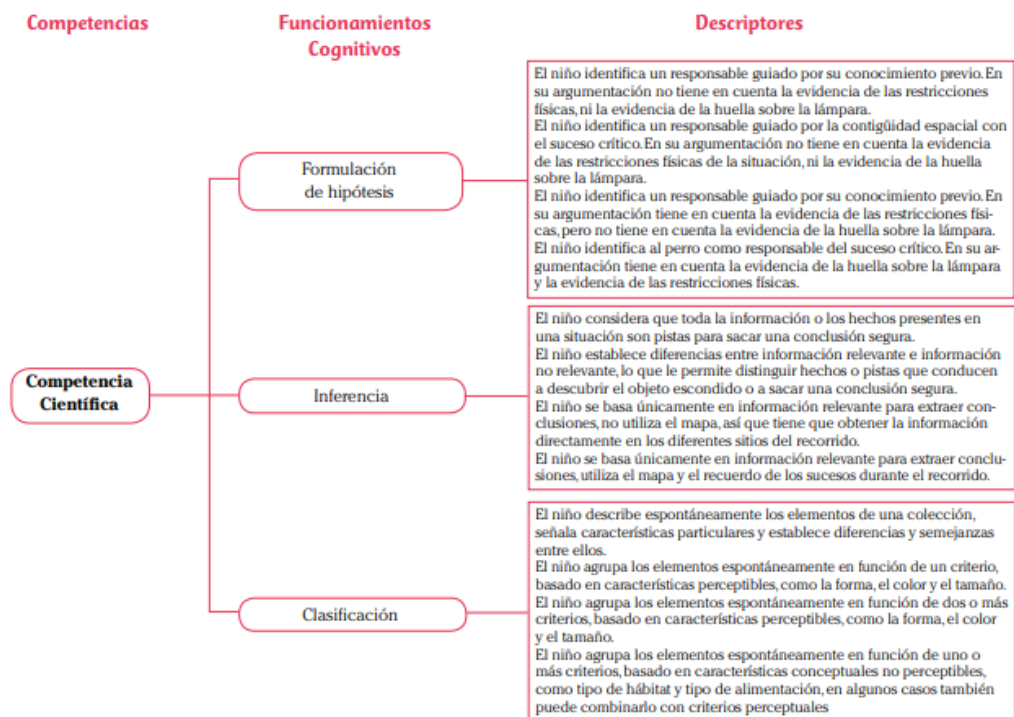 Competencias
Funcionamientos
Cognitivos
Descriptores
Competencia
Científica
Formulación
de hipótesis
El niño identifica un responsable guiado por su conocimiento previo. En
su argumentación no tiene en cuenta la evidencia de las restricciones
físicas, ni la evidencia de la huella sobre la lámpara.
El niño identifica un responsable guiado por la contigüidad espacial con
el suceso crítico. En su argumentación no tiene en cuenta la evidencia
de las restricciones físicas de la situación, ni la evidencia de la huella
sobre la lámpara.
El niño identifica un responsable guiado por su conocimiento previo. En
su argumentación tiene en cuenta la evidencia de las restricciones físi-
cas, pero no tiene en cuenta la evidencia de la huella sobre la lámpara.
El niño identifica al perro como responsable del suceso crítico. En su ar-
gumentación tiene en cuenta la evidencia de la huella sobre la lámpara
y la evidencia de las restricciones físicas.
Inferencia
El niño considera que toda la información o los hechos presentes en
una situación son pistas para sacar una conclusión segura.
El niño establece diferencias entre información relevante e información
no relevante, lo que le permite distinguir hechos o pistas que conducen
a descubrir el objeto escondido o a sacar una conclusión segura.
El niño se basa únicamente en información relevante para extraer con-
clusiones, no utiliza el mapa, así que tiene que obtener la información
directamente en los diferentes sitios del recorrido.
El niño se basa únicamente en información relevante para extraer conclu-
siones, utiliza el mapa y el recuerdo de los sucesos durante el recorrido.
Clasificación
El niño describe espontáneamente los elementos de una colección,
señala características particulares y establece diferencias y semejanzas
entre ellos.
El niño agrupa los elementos espontáneamente en función de un criterio,
basado en características perceptibles, como la forma, el color y el tamaño.
El niño agrupa los elementos espontáneamente en función de dos o más
criterios, basado en características perceptibles, como la forma, el color
y el tamaño.
El niño agrupa los elementos espontáneamente en función de uno o
más criterios, basado en características conceptuales no perceptibles,
como tipo de hábitat y tipo de alimentación, en algunos casos también
puede combinarlo con criterios perceptuales